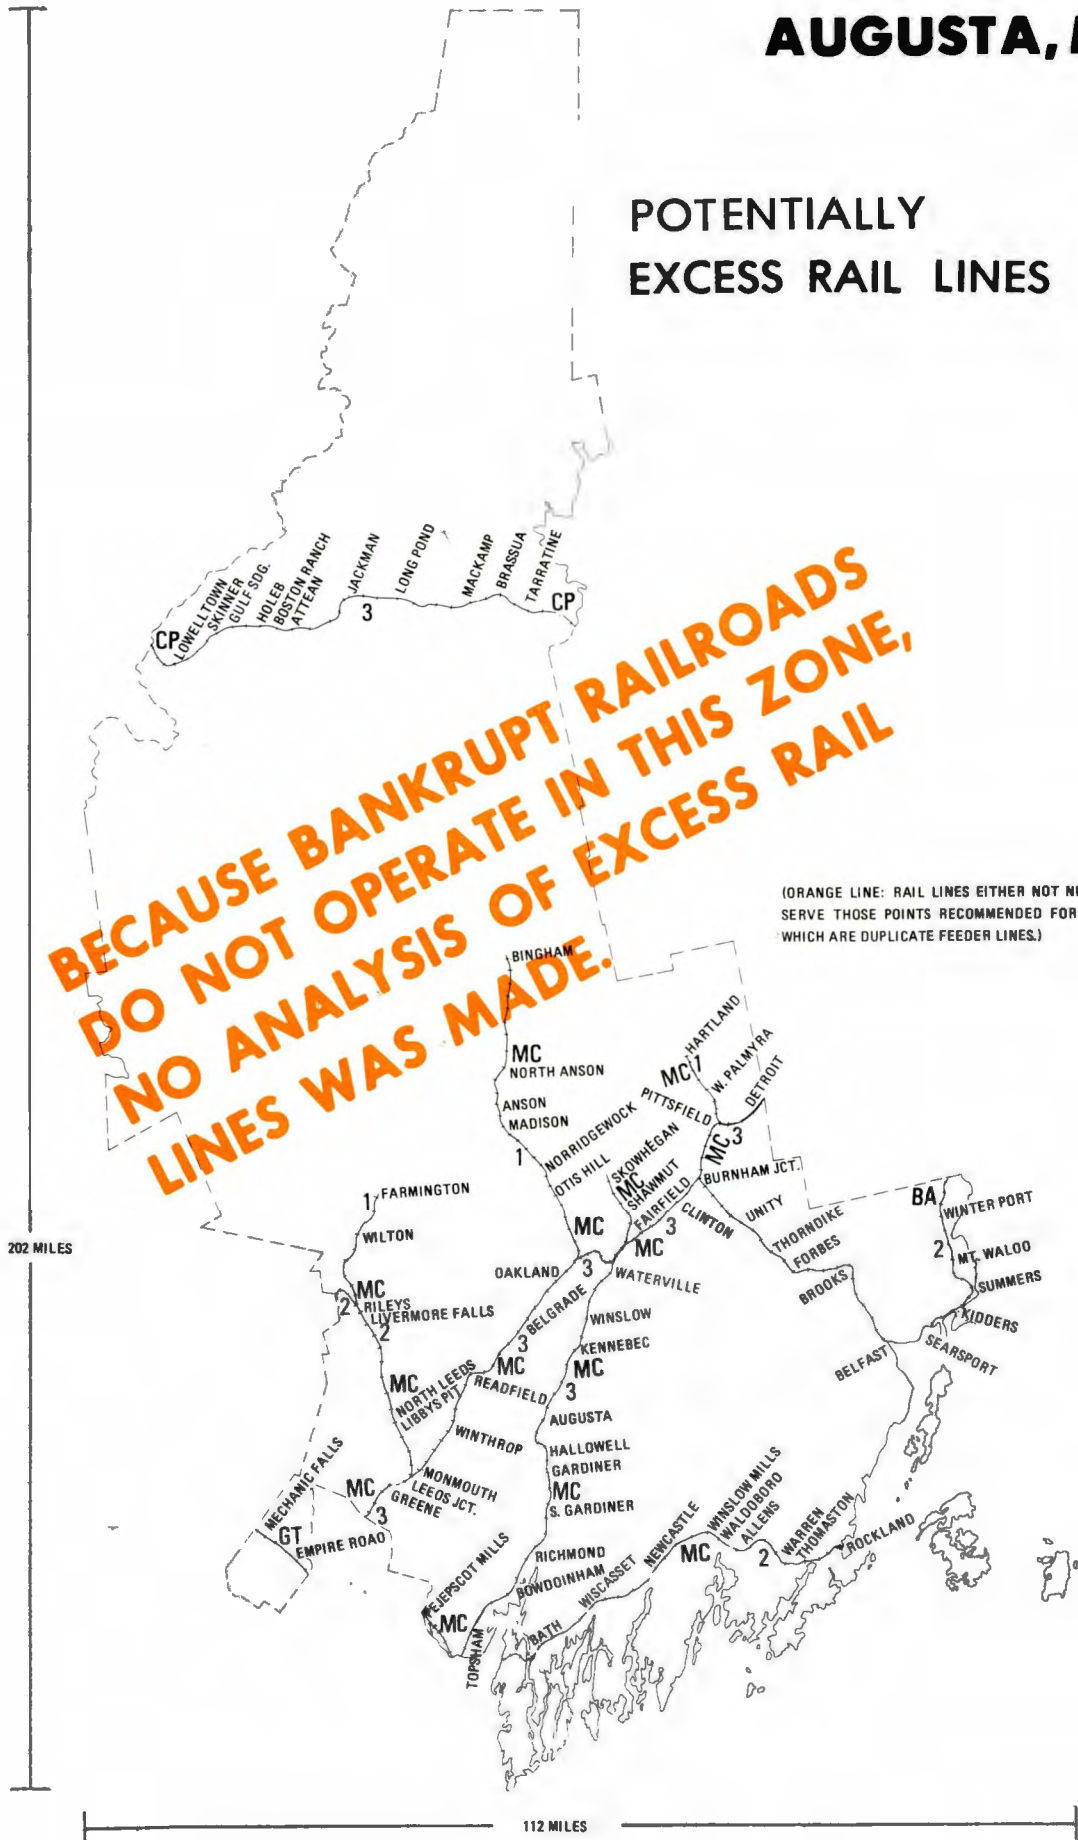 AUGUSTA,
POTENTIALLY
EXCESS RAIL LINES
CP
LOWELLTOWN
SKINNER
GULF SDG.
HOLEB
BOSTON RANCH
ATTEAN
JACKMAN
3
LONG POND
MACKAMP
BRASSUA
TARRATINE
CP
BECAUSE BANKRUPT RAILROADS
DO NOT OPERATE IN THIS ZONE,
NO ANALYSIS OF EXCESS RAIL
LINES WAS MADE.
(ORANGE LINE: RAIL LINES EITHER NOT
SERVE THOSE POINTS RECOMMENDED FOR
WHICH ARE DUPLICATE FEEDER LINES.)
BINGHAM
MC
NORTH ANSON
ANSON
MADISON
1
NORRIDGEWOCK
OTIS HILL
MC
SKOWHEGAN
MC
SHAWMUT
FAIRFIELD
3
MC
CLINTON
HARTLAND
MC 1
W. PALMYRA
PITTSFIELD
DETROIT
MC 3
BURNHAM JCT.
UNITY
THORNDIKE
FORBES
BROOKS
BELFAST
BA
WINTER PORT
2
MT. WALOO
SUMMERS
KIDDERS
SEARSPORT
1
FARMINGTON
WILTON
MC
2
RILEYS
LIVERMORE FALLS
2
MC
NORTH LEEDS
LIBBYS PIT
OAKLAND
3
WATERVILLE
BELGRADE
3
MC
READFIELD
WINTHROP
MONMOUTH
LEEOS JCT.
GREENE
MC
3
WINSLOW
KENNEBEC
MC
3
AUGUSTA
HALLOWELL
GARDINER
MC
S. GARDINER
RICHMOND
BOWDOINHAM
MECHANIC FALLS
GT
EMPIRE ROAD
PEJEPSCOT MILLS
MC
TOPSHAM
BATH
WISCASSET
NEWCASTLE
MC
WINSLOW MILLS
WALDOBORO
ALLENS
2
WARREN
THOMASTON
ROCKLAND
202 MILES
112 MILES